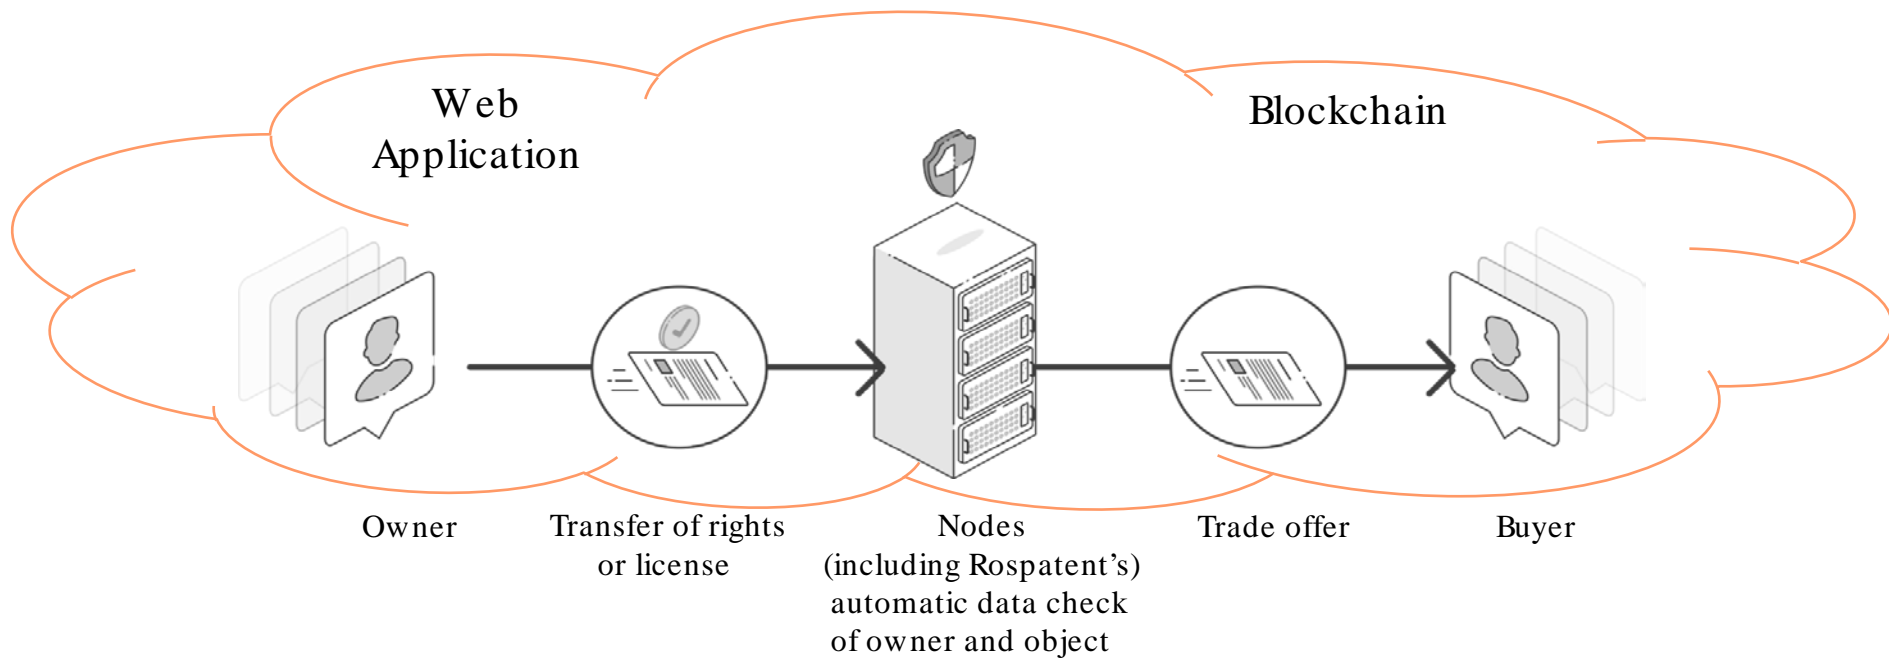 Web
Application
Blockchain
Owner
Transfer of rights
or license
Nodes
(including Rospatent’s)
automatic data check
of owner and object
Trade offer
Buyer